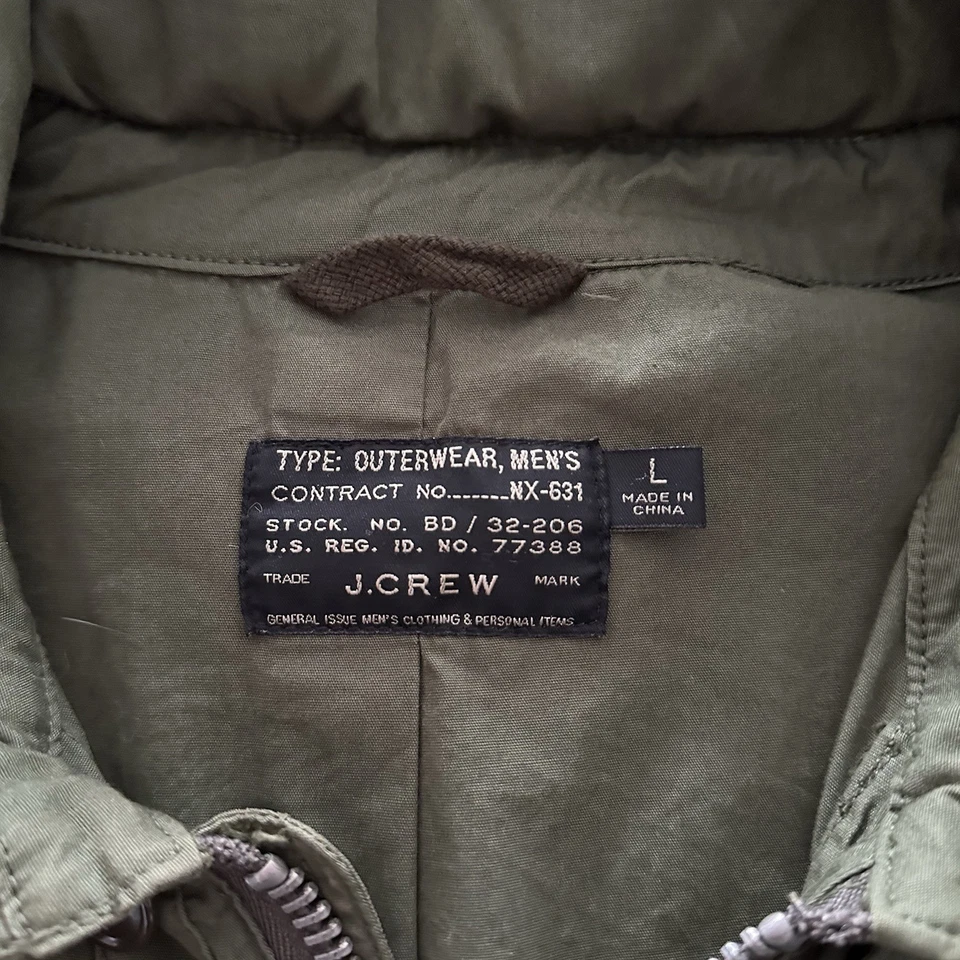 TYPE: OUTERWEAR, MEN'S
CONTRACT NO.......NX-631
STOCK. NO. BD / 32-206
U.S. REG. ID. NO. 77388
TRADE J.CREW MARK
GENERAL ISSUE MEN'S CLOTHING & PERSONAL ITEMS
L
MADE IN
CHINA